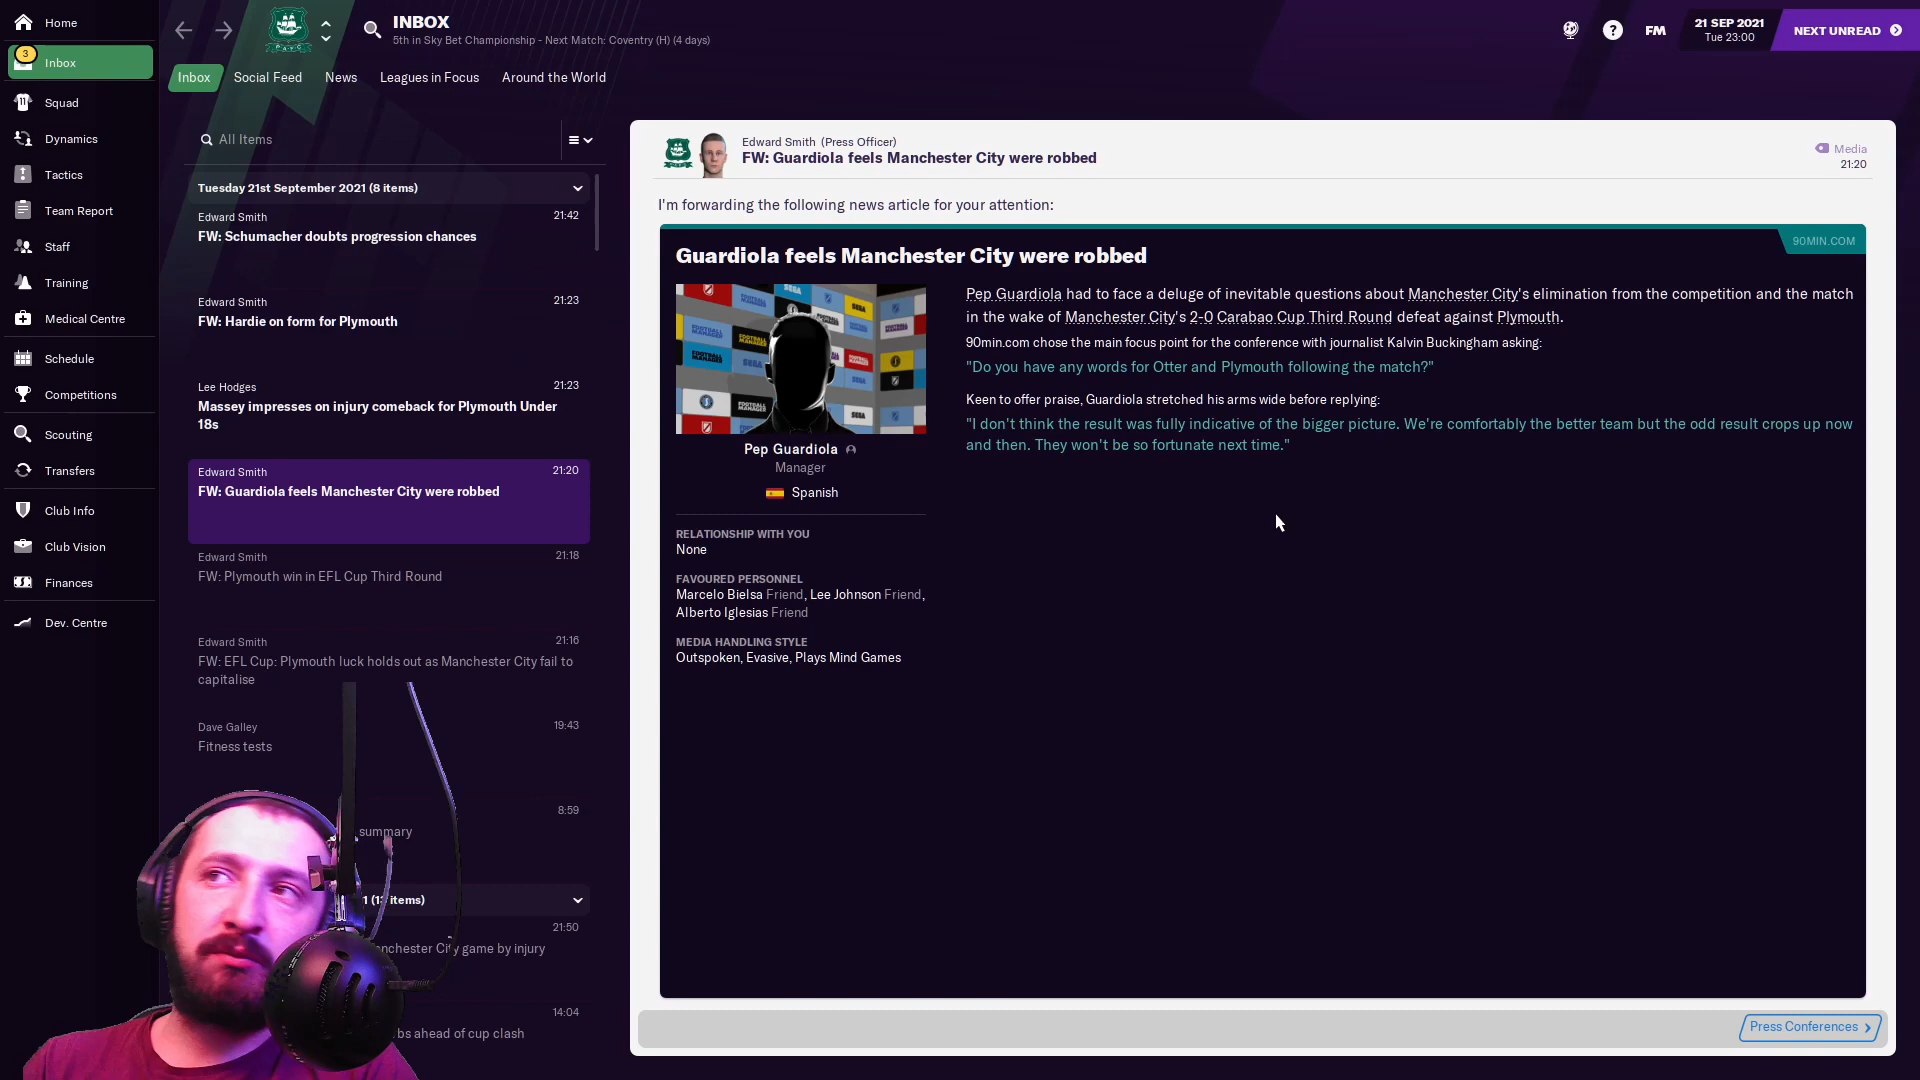 Home
3
Inbox
Squad
Dynamics
Tactics
Team Report
Staff
Training
Medical Centre
Schedule
Competitions
Scouting
Transfers
Club Info
Club Vision
Finances
Dev. Centre
INBOX
5th in Sky Bet Championship - Next Match: Coventry (H) (4 days)
FM
21 SEP 2021
Tue 23:00
NEXT UNREAD
Inbox
Social Feed
News
Leagues in Focus
Around the World
All Items
Tuesday 21st September 2021 (8 items)
Edward Smith 21:42
FW: Schumacher doubts progression chances
Edward Smith 21:23
FW: Hardie on form for Plymouth
Lee Hodges 21:23
Massey impresses on injury comeback for Plymouth Under
18s
Edward Smith 21:20
FW: Guardiola feels Manchester City were robbed
Edward Smith 21:18
FW: Plymouth win in EFL Cup Third Round
Edward Smith 21:16
FW: EFL Cup: Plymouth luck holds out as Manchester City fail to
capitalise
Dave Galley 19:43
Fitness tests
8:59
summary
items)
21:50
City game by injury
14:04
ahead of cup clash
Edward Smith (Press Officer)
FW: Guardiola feels Manchester City were robbed
Media
21:20
I'm forwarding the following news article for your attention:
90MIN.COM
Guardiola feels Manchester City were robbed
Pep Guardiola had to face a deluge of inevitable questions about Manchester City's elimination from the competition and the match
in the wake of Manchester City's 2-0 Carabao Cup Third Round defeat against Plymouth.
90min.com chose the main focus point for the conference with journalist Kalvin Buckingham asking:
"Do you have any words for Otter and Plymouth following the match?"
Keen to offer praise, Guardiola stretched his arms wide before replying:
"I don't think the result was fully indicative of the bigger picture. We're comfortably the better team but the odd result crops up now
and then. They won't be so fortunate next time."
Pep Guardiola
Manager
Spanish
RELATIONSHIP WITH YOU
None
FAVOURED PERSONNEL
Marcelo Bielsa Friend, Lee Johnson Friend,
Alberto Iglesias Friend
MEDIA HANDLING STYLE
Outspoken, Evasive, Plays Mind Games
Press Conferences